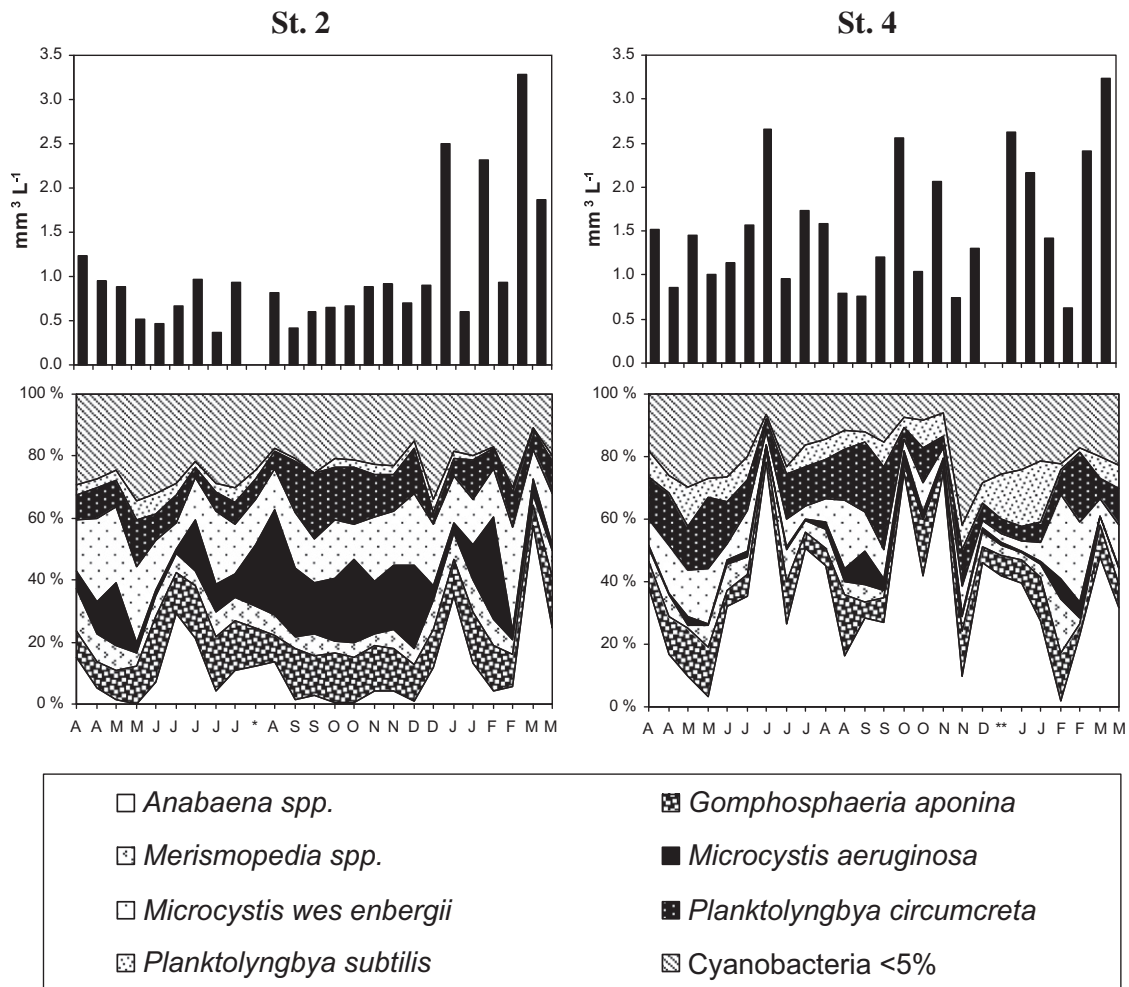 St. 2
St. 4
3.5
3.0
2.5
2.0
1.5
1.0
0.5
0.0
mm³ L⁻¹
3.5
3.0
2.5
2.0
1.5
1.0
0.5
0.0
mm³ L⁻¹
100 %
80 %
60 %
40 %
20 %
0 %
A A M M J J J J J * A S S O O N N D D J J F F M M
100 %
80 %
60 %
40 %
20 %
0 %
A A M M J J J J A A A S S O O N N D ** J J F F M M
Anabaena spp.
Gomphosphaeria aponina
Merismopedia spp.
Microcystis aeruginosa
Microcystis wes enbergii
Planktolyngbya circumcreta
Planktolyngbya subtilis
Cyanobacteria <5%